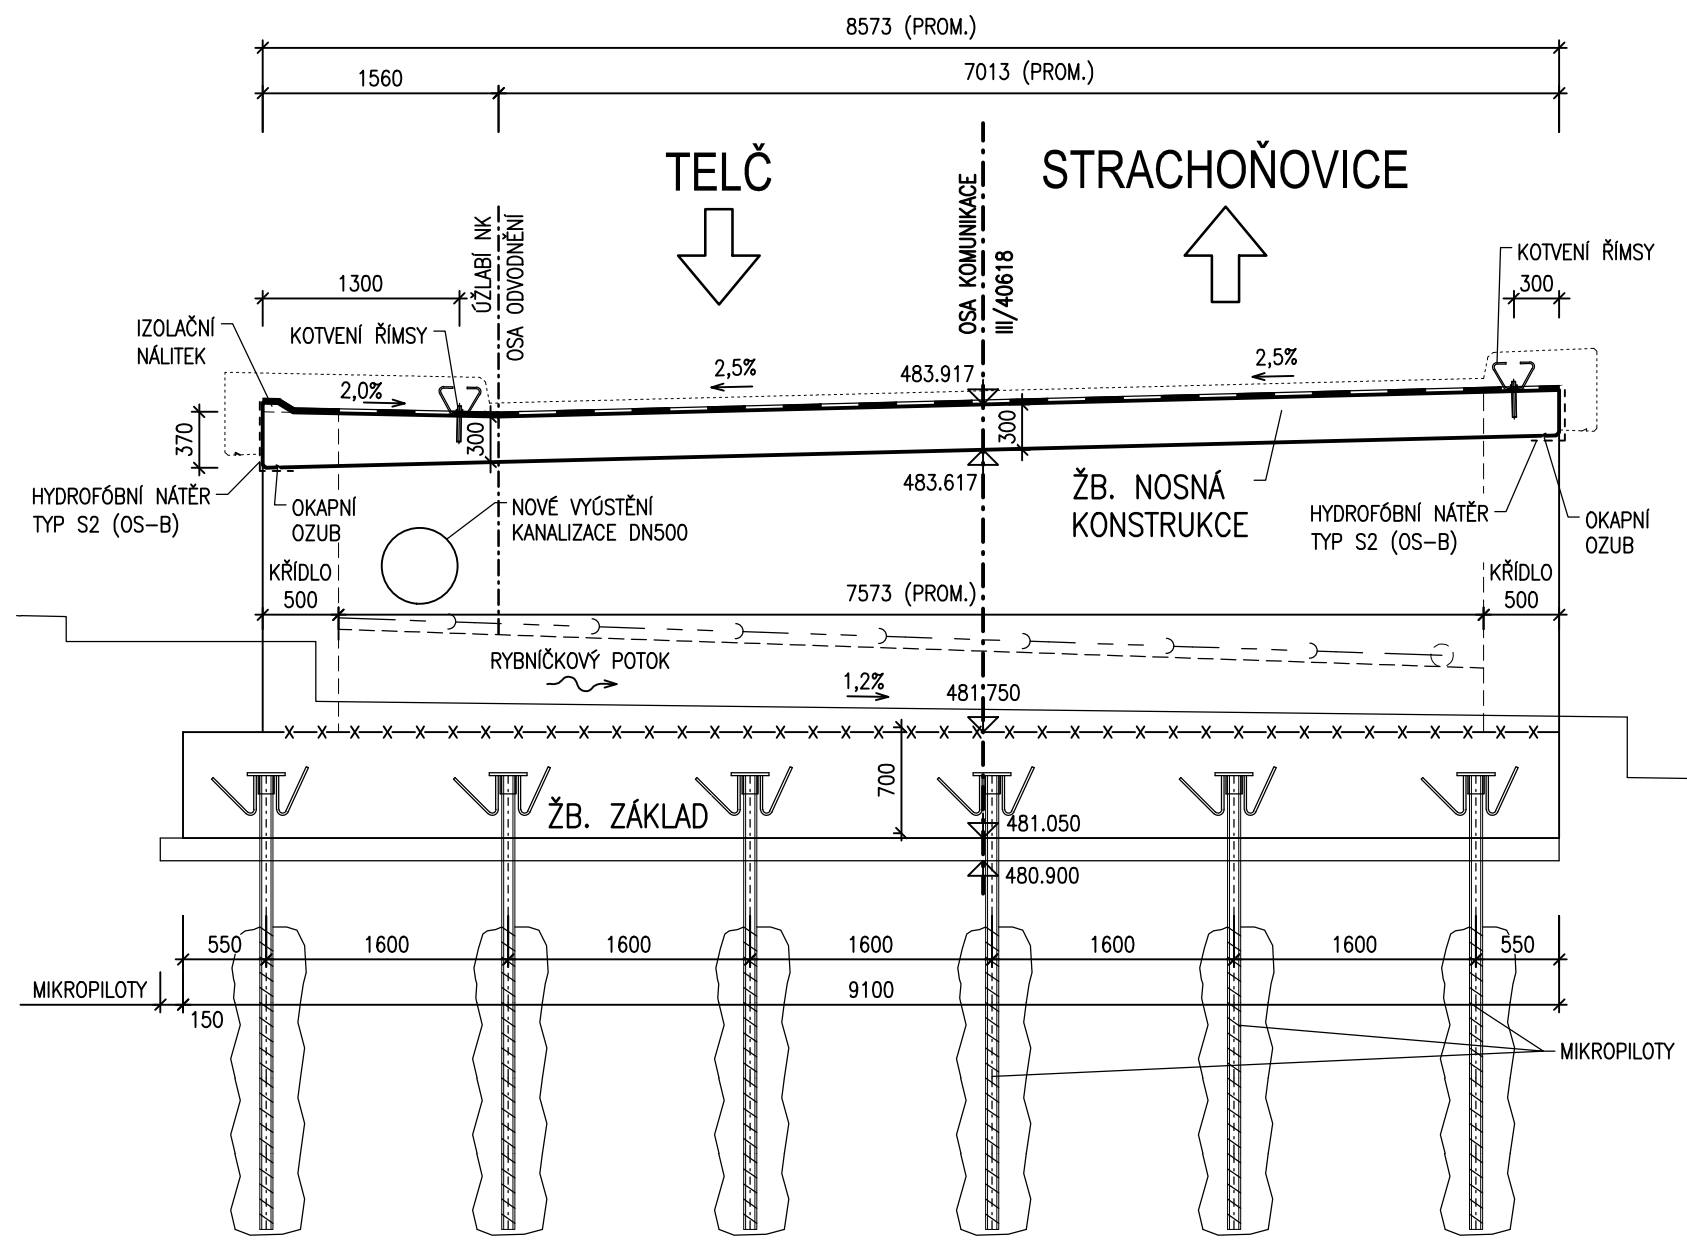 8573 (PROM.)
1560
7013 (PROM.)
TELČ
STRACHOŇOVICE
ÚŽLABÍ NK
OSA ODVODNĚNÍ
OSA KOMUNIKACE
III/40618
KOTVENÍ ŘÍMSY
300
1300
IZOLAČNÍ
NÁLITEK
KOTVENÍ ŘÍMSY
2,0%
2,5%
2,5%
483.917
370
300
300
483.617
ŽB. NOSNÁ
KONSTRUKCE
HYDROFÓBNÍ NÁTĚR
TYP S2 (OS-B)
OKAPNÍ
OZUB
NOVÉ VYÚSTĚNÍ
KANALIZACE DN500
HYDROFÓBNÍ NÁTĚR
TYP S2 (OS-B)
OKAPNÍ
OZUB
KŘÍDLO
500
7573 (PROM.)
KŘÍDLO
500
RYBNÍČKOVÝ POTOK
1,2%
481.750
700
ŽB. ZÁKLAD
481.050
480.900
550
1600
1600
1600
1600
1600
550
MIKROPILOTY
150
9100
MIKROPILOTY